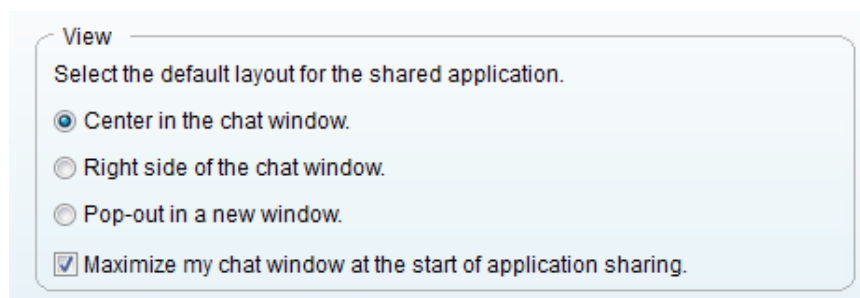 View
Select the default layout for the shared application.
Center in the chat window.
Right side of the chat window.
Pop-out in a new window.
Maximize my chat window at the start of application sharing.